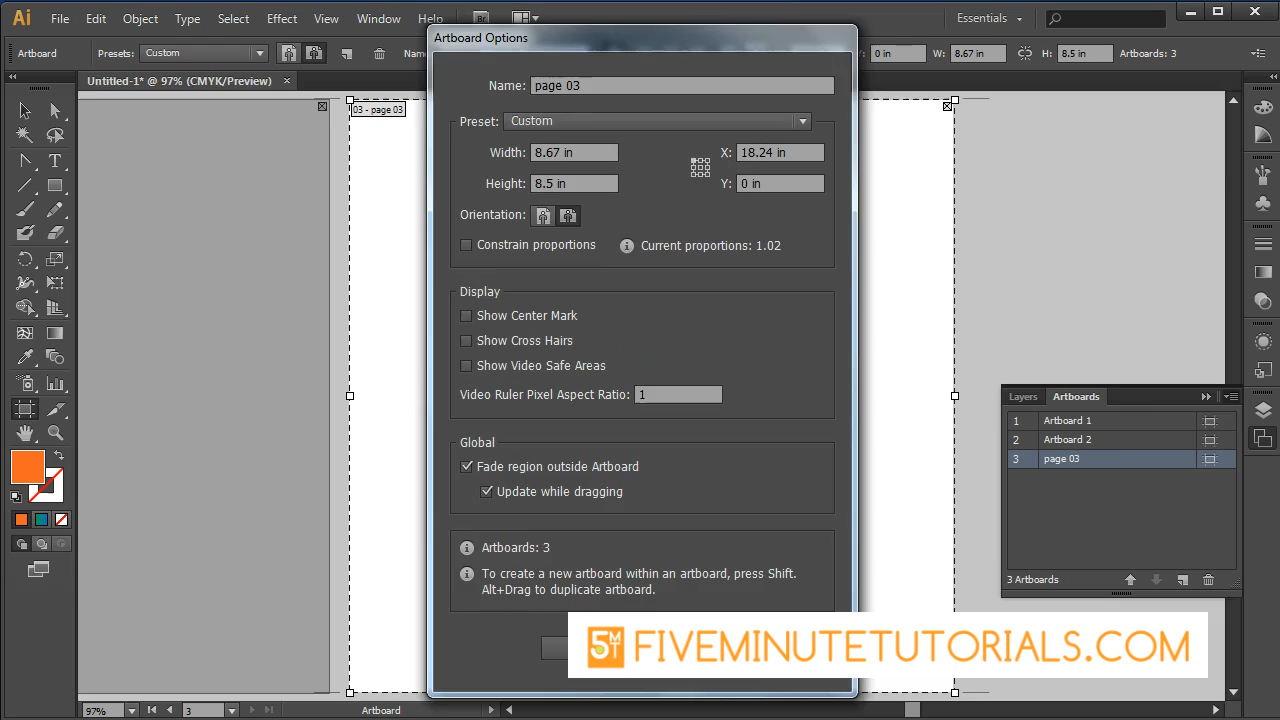 Ai File Edit Object Type Select Effect View Window Help Br Essentials
Artboard Presets: Custom Name Y: 0 in W: 8.67 in H: 8.5 in Artboards: 3
Untitled-1* @ 97% (CMYK/Preview)
03 - page 03
Artboard Options
Name: page 03
Preset: Custom
Width: 8.67 in X: 18.24 in
Height: 8.5 in Y: 0 in
Orientation:
Constrain proportions Current proportions: 1.02
Display
Show Center Mark
Show Cross Hairs
Show Video Safe Areas
Video Ruler Pixel Aspect Ratio: 1
Global
Fade region outside Artboard
Update while dragging
Artboards: 3
To create a new artboard within an artboard, press Shift.
Alt+Drag to duplicate artboard.
Layers Artboards
1 Artboard 1
2 Artboard 2
3 page 03
3 Artboards
5MT FIVEMINUTETUTORIALS.COM
97% 3 Artboard